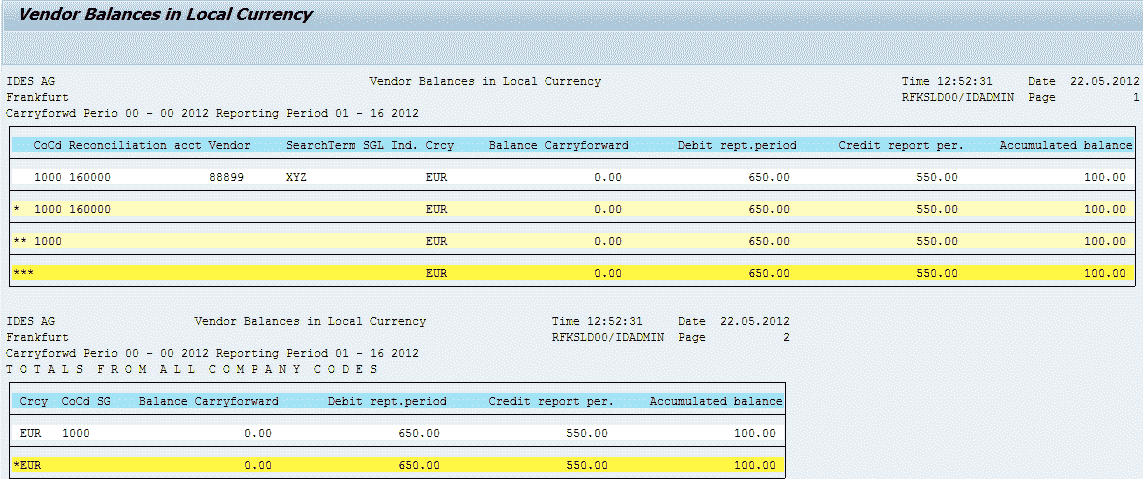 Vendor Balances in Local Currency
IDES AG Vendor Balances in Local Currency Time 12:52:31 Date 22.05.2012
Frankfurt RFKSLD00/IDADMIN Page 1
Carryforwd Perio 00 - 00 2012 Reporting Period 01 - 16 2012
CoCd Reconciliation acct Vendor SearchTerm SGL Ind. Crcy Balance Carryforward Debit rept.period Credit report per. Accumulated balance
1000 160000 88899 XYZ EUR 0.00 650.00 550.00 100.00
* 1000 160000 EUR 0.00 650.00 550.00 100.00
** 1000 EUR 0.00 650.00 550.00 100.00
*** EUR 0.00 650.00 550.00 100.00
IDES AG Vendor Balances in Local Currency Time 12:52:31 Date 22.05.2012
Frankfurt RFKSLD00/IDADMIN Page 2
Carryforwd Perio 00 - 00 2012 Reporting Period 01 - 16 2012
T O T A L S F R O M A L L C O M P A N Y C O D E S
Crcy CoCd SG Balance Carryforward Debit rept.period Credit report per. Accumulated balance
EUR 1000 0.00 650.00 550.00 100.00
*EUR 0.00 650.00 550.00 100.00